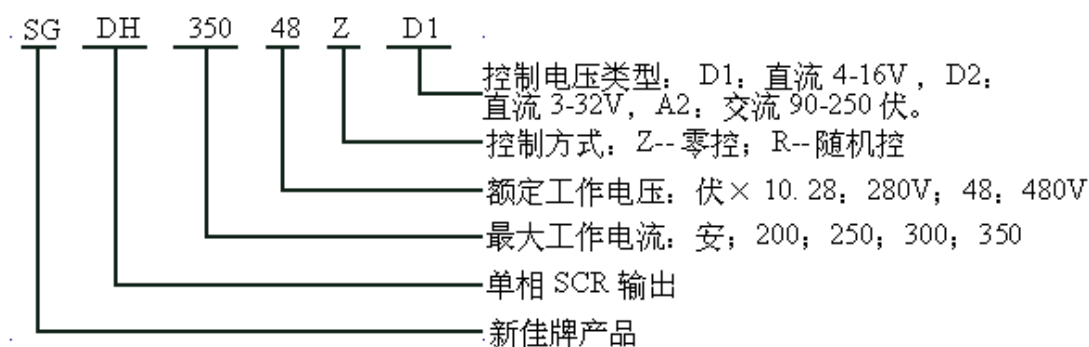 SG DH 350 48 Z D1
控制电压类型：D1：直流 4-16V，D2：
直流 3-32V，A2：交流 90-250 伏。
控制方式：Z--零控；R--随机控
额定工作电压：伏× 10. 28：280V；48：480V
最大工作电流：安；200；250；300；350
单相 SCR 输出
新佳牌产品